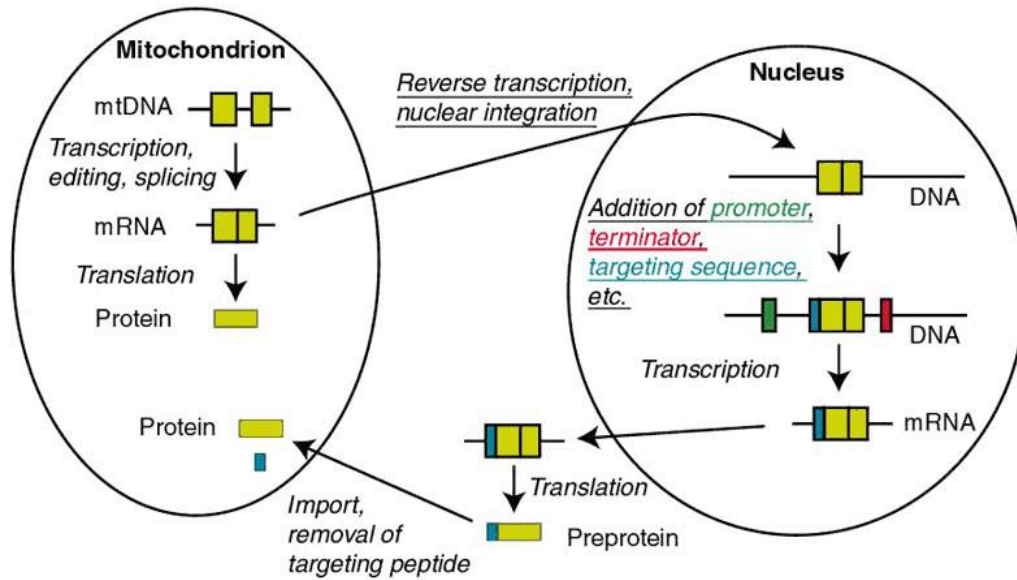 Mitochondrion
mtDNA
Transcription,
editing, splicing
mRNA
Translation
Protein
Protein
Reverse transcription,
nuclear integration
Nucleus
DNA
Addition of promoter,
terminator,
targeting sequence,
etc.
DNA
Transcription
mRNA
Translation
Preprotein
Import,
removal of
targeting peptide